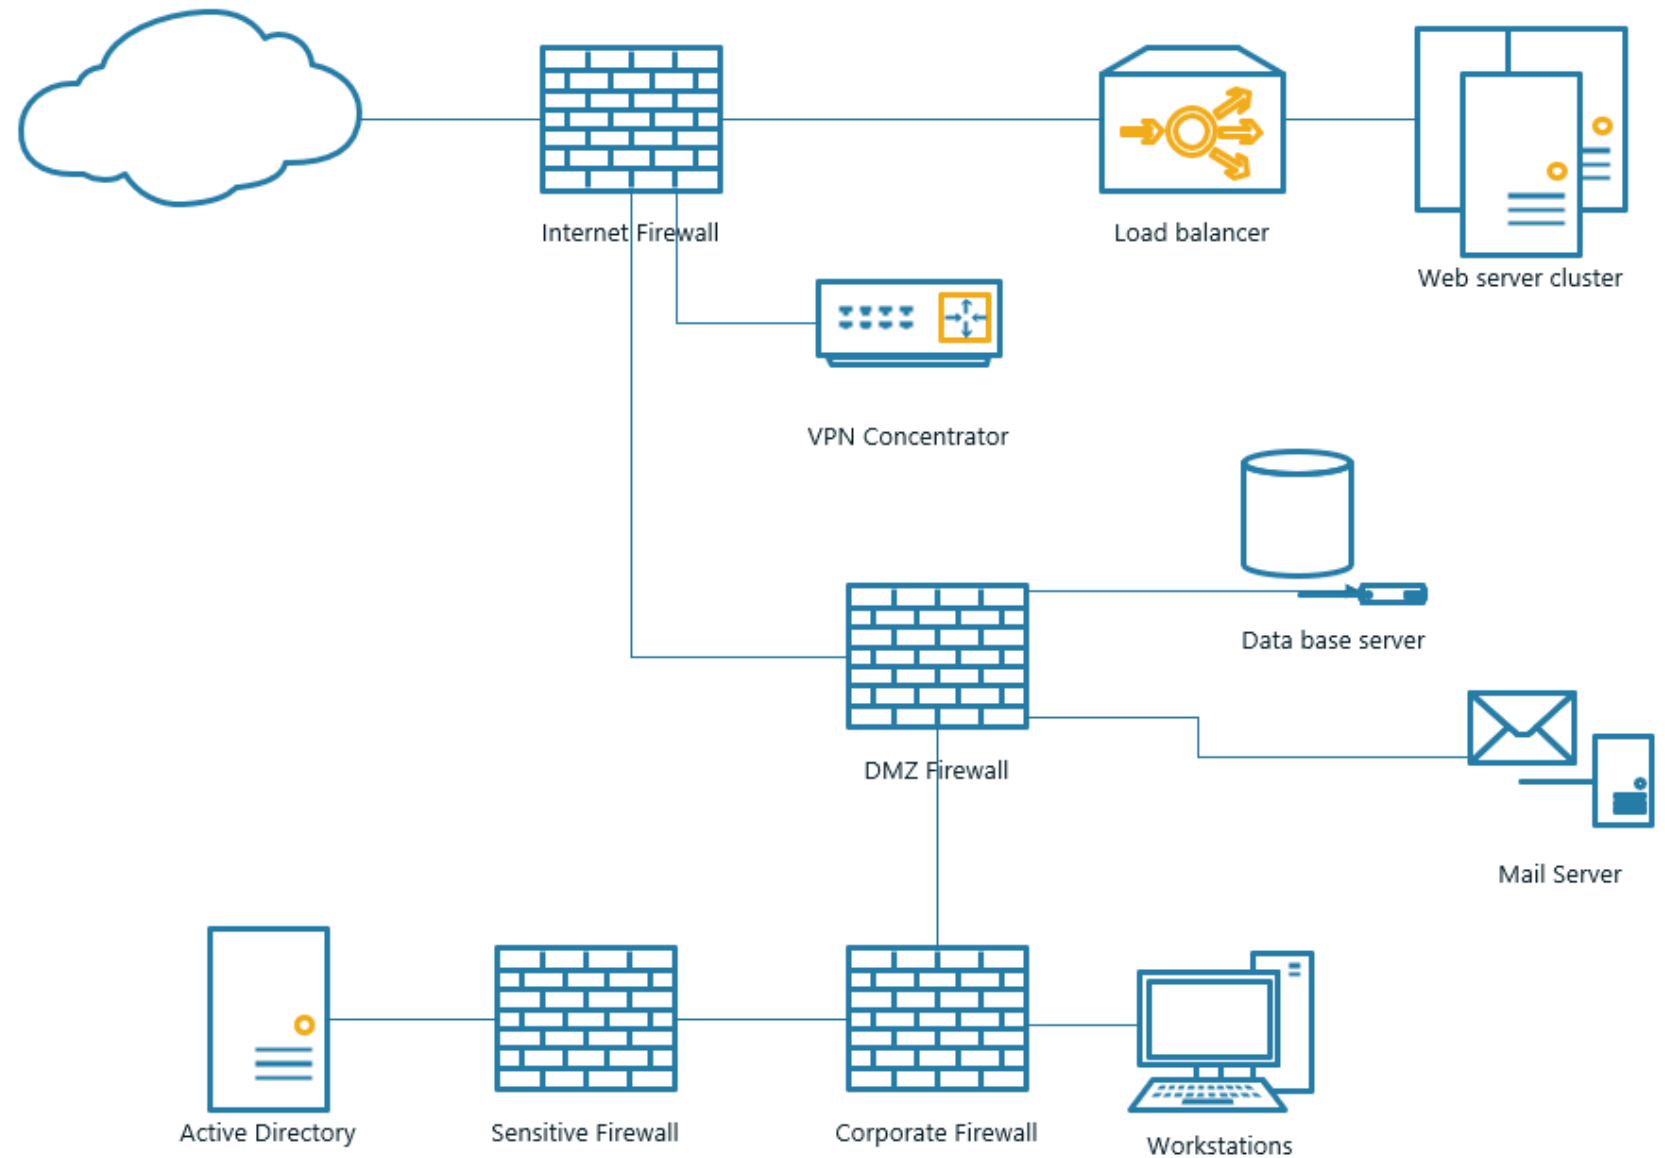 Internet Firewall
Load balancer
Web server cluster
VPN Concentrator
Data base server
DMZ Firewall
Mail Server
Active Directory
Sensitive Firewall
Corporate Firewall
Workstations